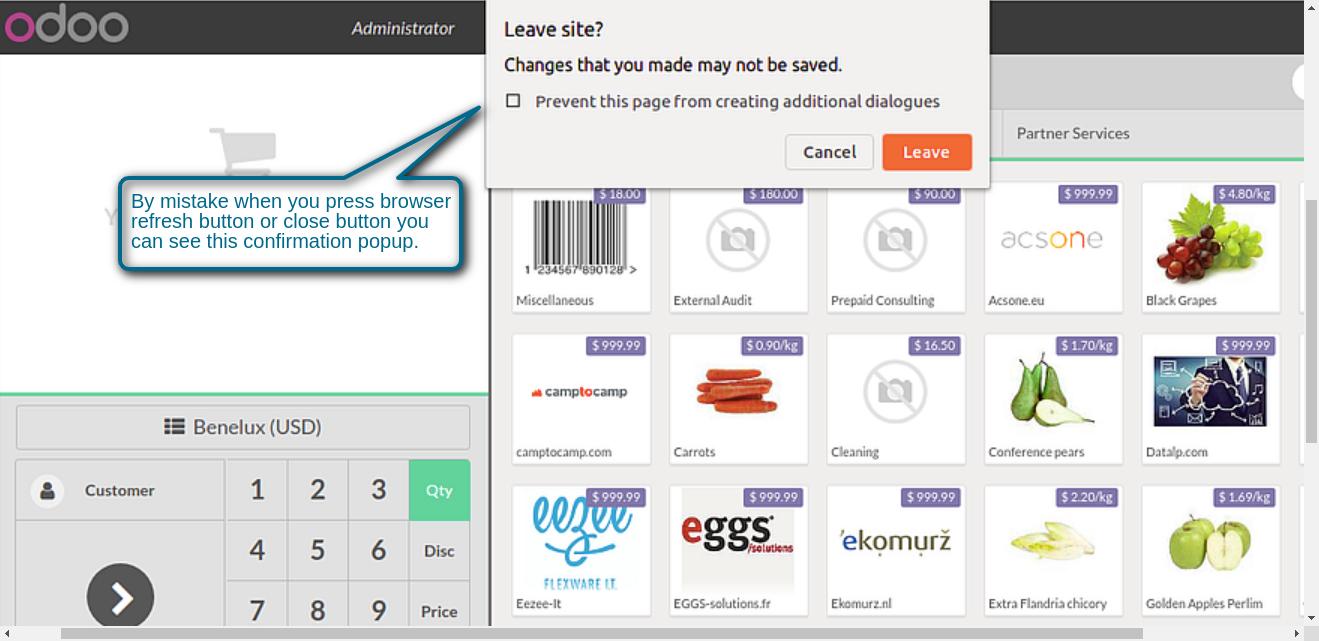 odoo
Administrator
Leave site?
Changes that you made may not be saved.
Prevent this page from creating additional dialogues
Cancel
Leave
Partner Services
By mistake when you press browser
refresh button or close button you
can see this confirmation popup.
$ 18.00
$ 180.00
$ 90.00
$ 999.99
$ 4.80/kg
1 234567 890128 >
acsone
Miscellaneous
External Audit
Prepaid Consulting
Acsone.eu
Black Grapes
$ 999.99
$ 0.90/kg
$ 16.50
$ 1.70/kg
$ 999.99
camptocamp
camptocamp.com
Carrots
Cleaning
Conference pears
Datalp.com
Benelux (USD)
Customer
1
2
3
Qty
4
5
6
Disc
7
8
9
Price
$ 999.99
$ 999.99
$ 999.99
$ 2.20/kg
$ 1.69/kg
eezee
FLEXWARE I.T.
eggs
/solutions
ekomurž
Eezee-It
EGGS-solutions.fr
Ekomurz.nl
Extra Flandria chicory
Golden Apples Perlim